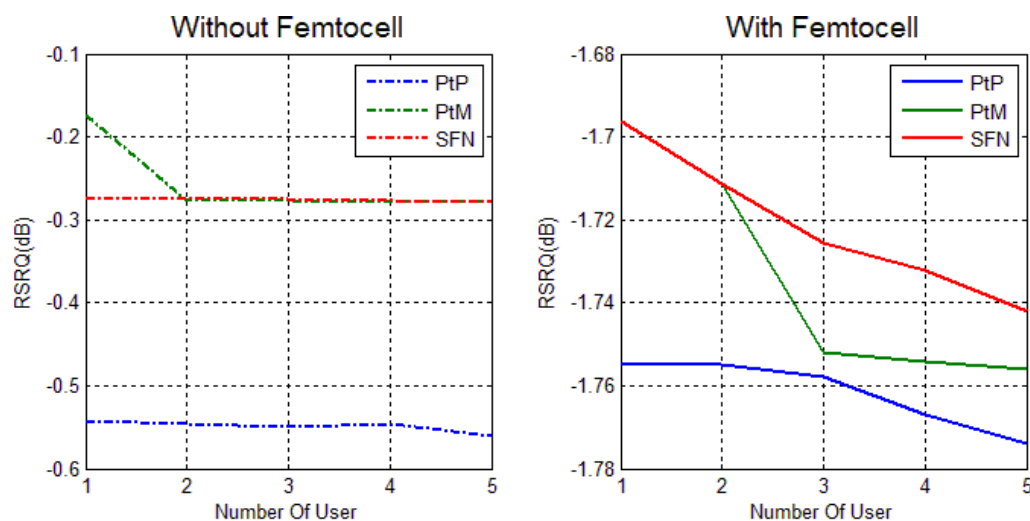 Without Femtocell
-0.1
-0.2
-0.3
-0.4
-0.5
-0.6
RSRQ(dB)
1 2 3 4 5
Number Of User
PtP
PtM
SFN
With Femtocell
-1.68
-1.7
-1.72
-1.74
-1.76
-1.78
RSRQ(dB)
1 2 3 4 5
Number Of User
PtP
PtM
SFN